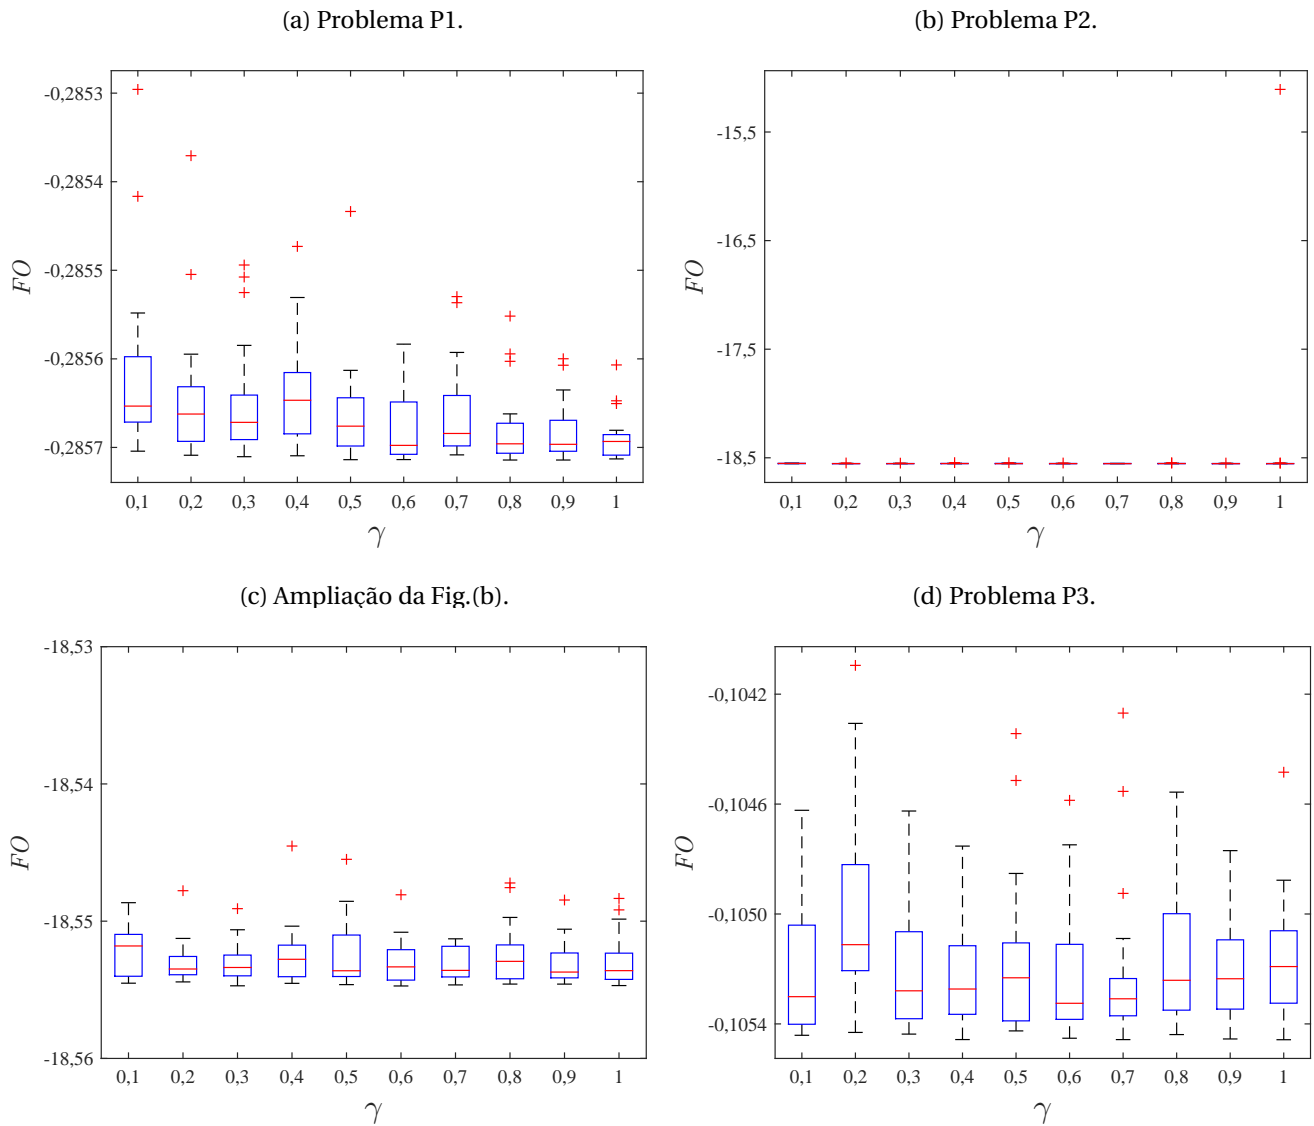 (a) Problema P1.
-0,2853
-0,2854
-0,2855
-0,2856
-0,2857
FO
0,1 0,2 0,3 0,4 0,5 0,6 0,7 0,8 0,9 1
γ
(b) Problema P2.
-15,5
-16,5
-17,5
-18,5
FO
0,1 0,2 0,3 0,4 0,5 0,6 0,7 0,8 0,9 1
γ
(c) Ampliação da Fig.(b).
-18,53
-18,54
-18,55
-18,56
FO
0,1 0,2 0,3 0,4 0,5 0,6 0,7 0,8 0,9 1
γ
(d) Problema P3.
-0,1042
-0,1046
-0,1050
-0,1054
FO
0,1 0,2 0,3 0,4 0,5 0,6 0,7 0,8 0,9 1
γ